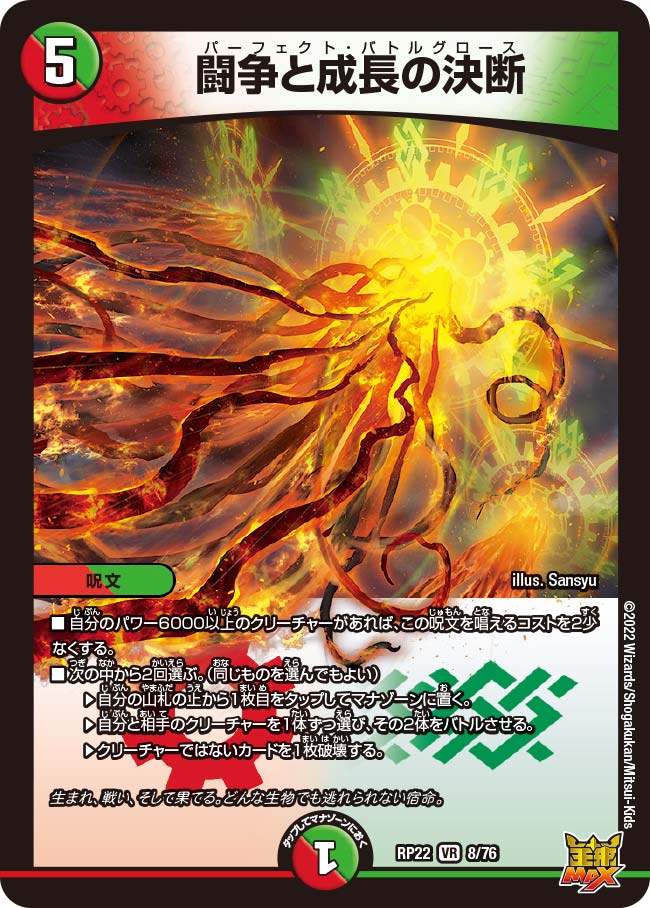 5
パーフェクト・バトルグロース
闘争と成長の決断
呪文
illus. Sansyu
■自分のパワー6000以上のクリーチャーがあれば、この呪文を唱えるコストを2少
なくする。
■次の中から2回選ぶ。(同じものを選んでもよい)
▶自分の山札の上から1枚目をタップしてマナゾーンに置く。
▶自分と相手のクリーチャーを1体ずつ選び、その2体をバトルさせる。
▶クリーチャーではないカードを1枚破壊する。
生まれ、戦い、そして果てる。どんな生物でも逃れられない宿命。
タップしてマナゾーンにおく
1
RP22 VR 8/76
王来MAX
©2022 Wizards/Shogakukan/Mitsui-Kids